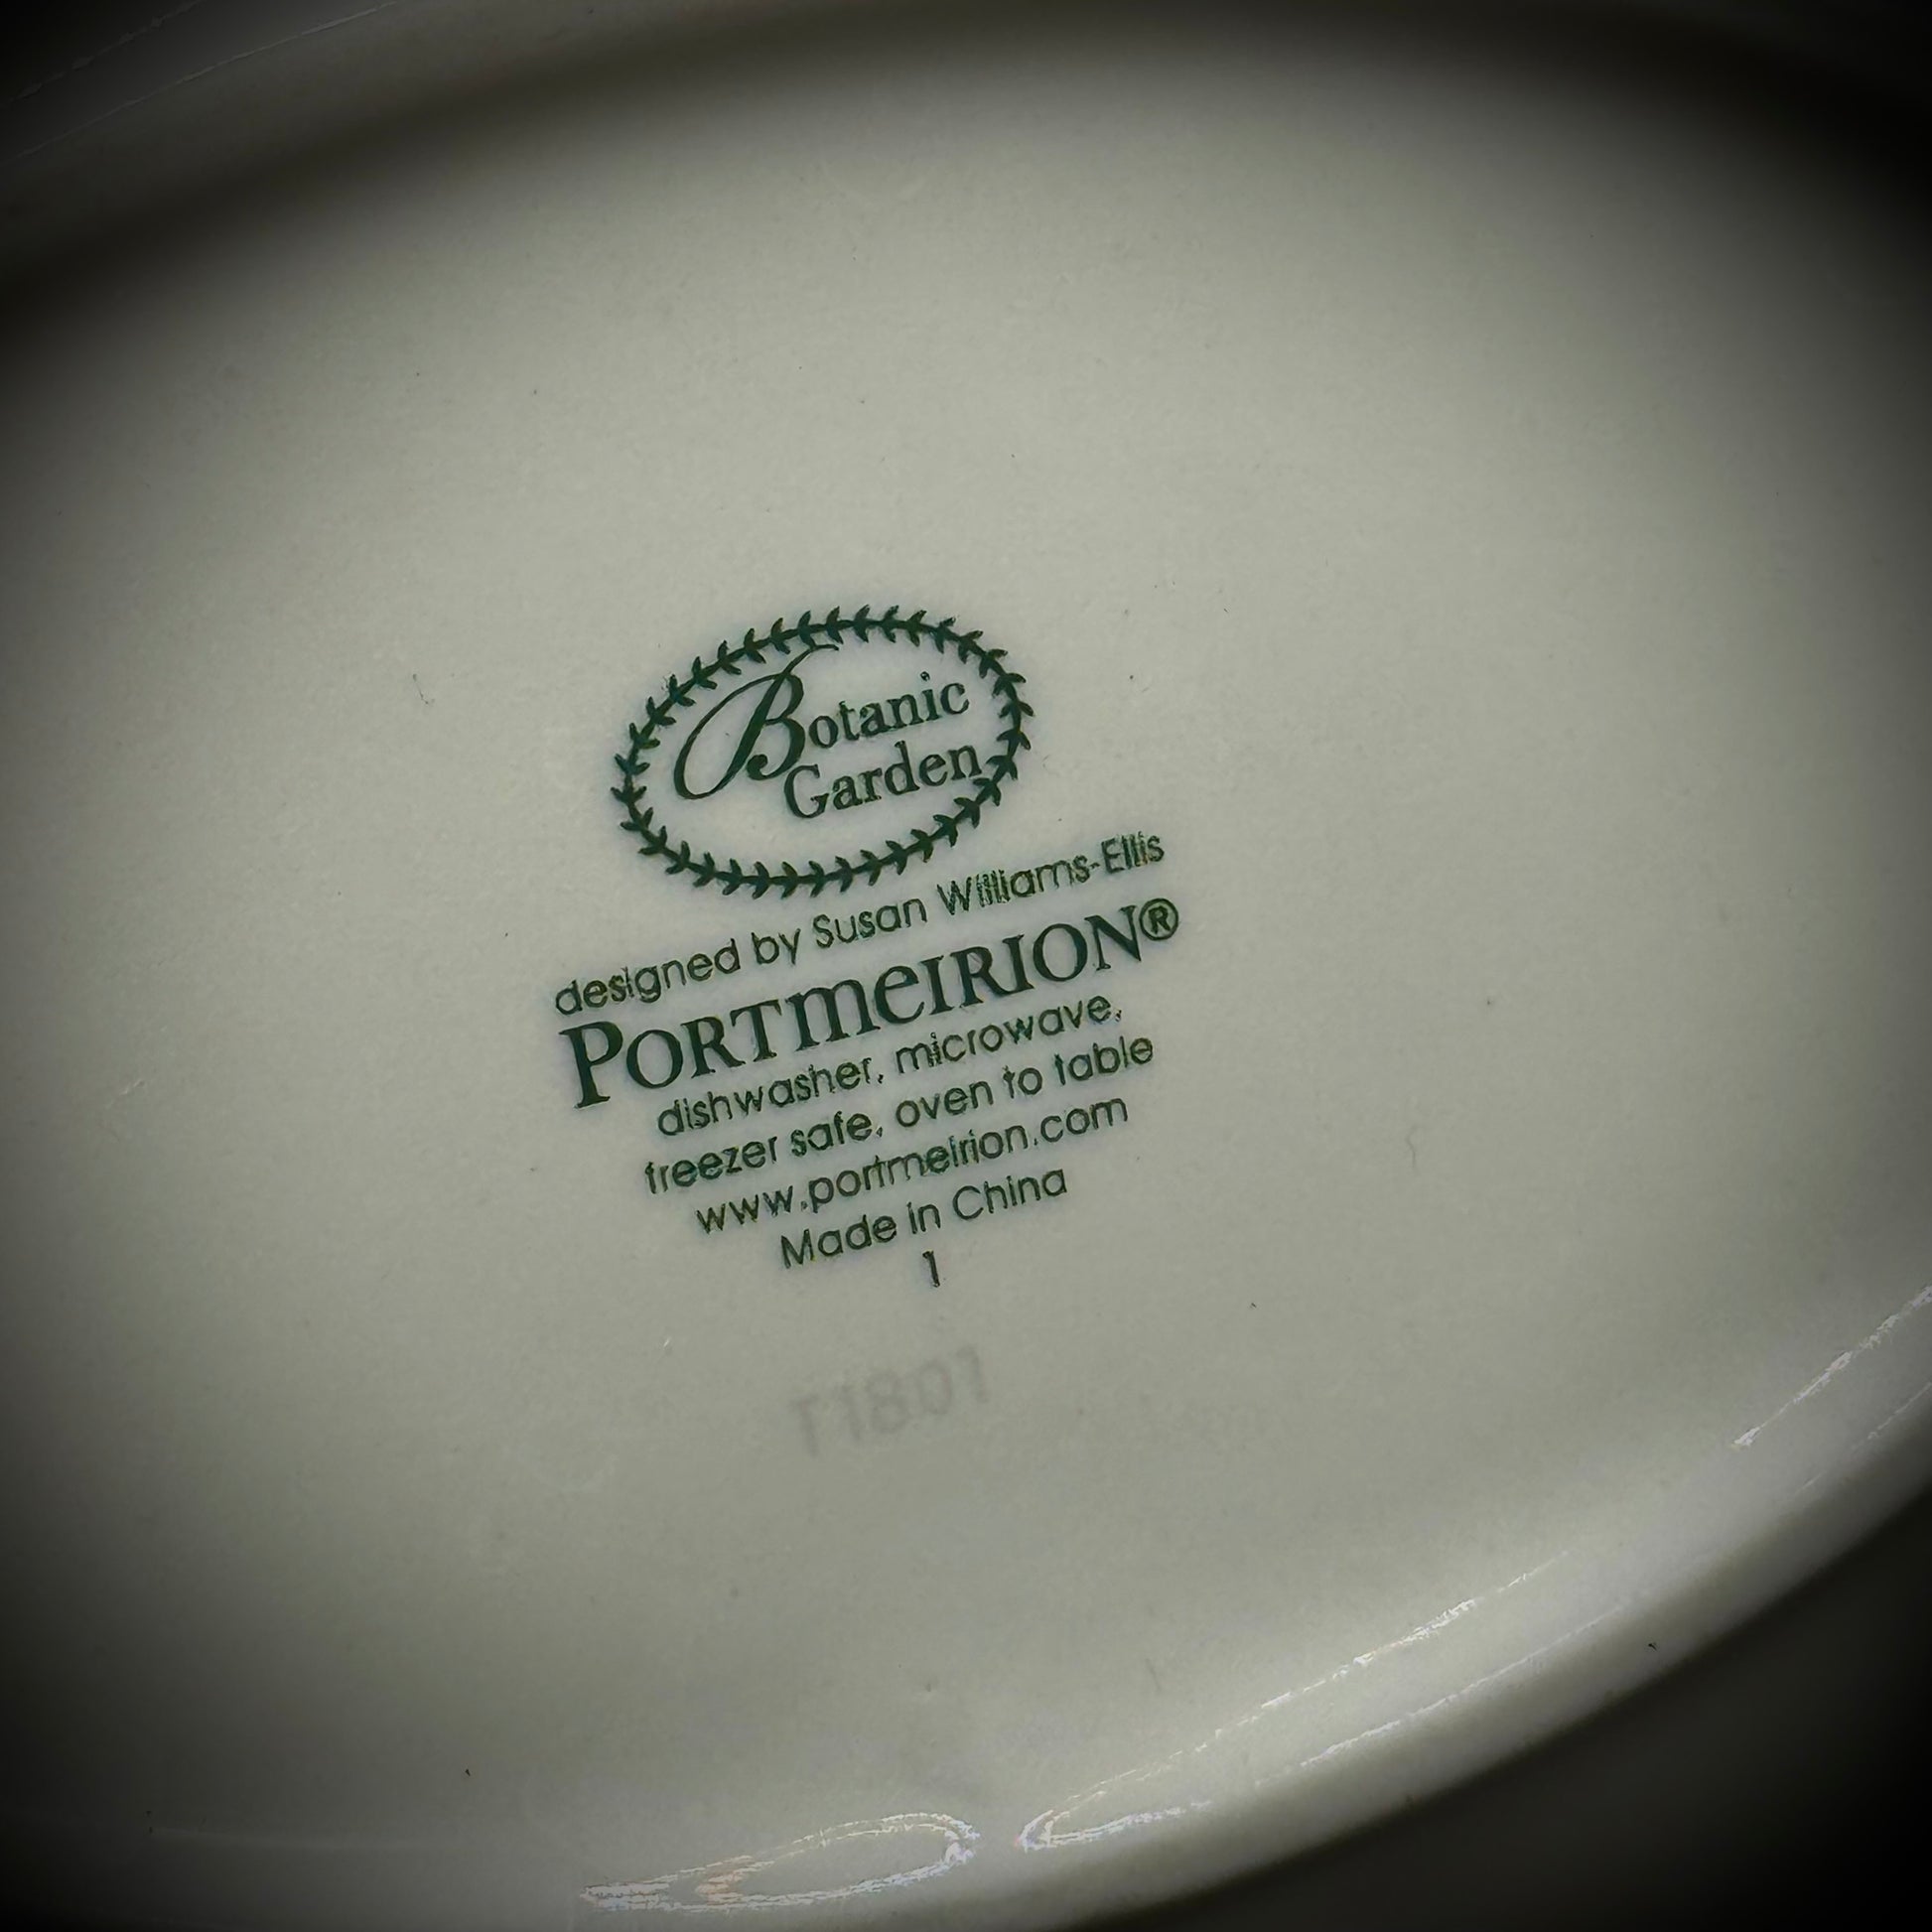 Botanic
Garden
designed by Susan Williams-Ellis
PORTMEIRION®
dishwasher, microwave,
freezer safe, oven to table
www.portmeirion.com
Made in China
1